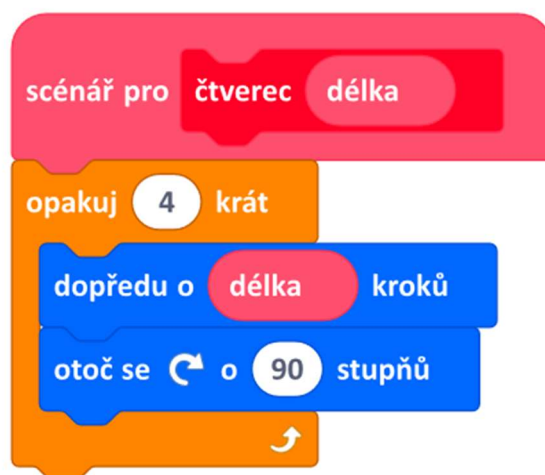 scénář pro čtverec délka
opakuj 4 krát
dopředu o délka kroků
otoč se o 90 stupňů